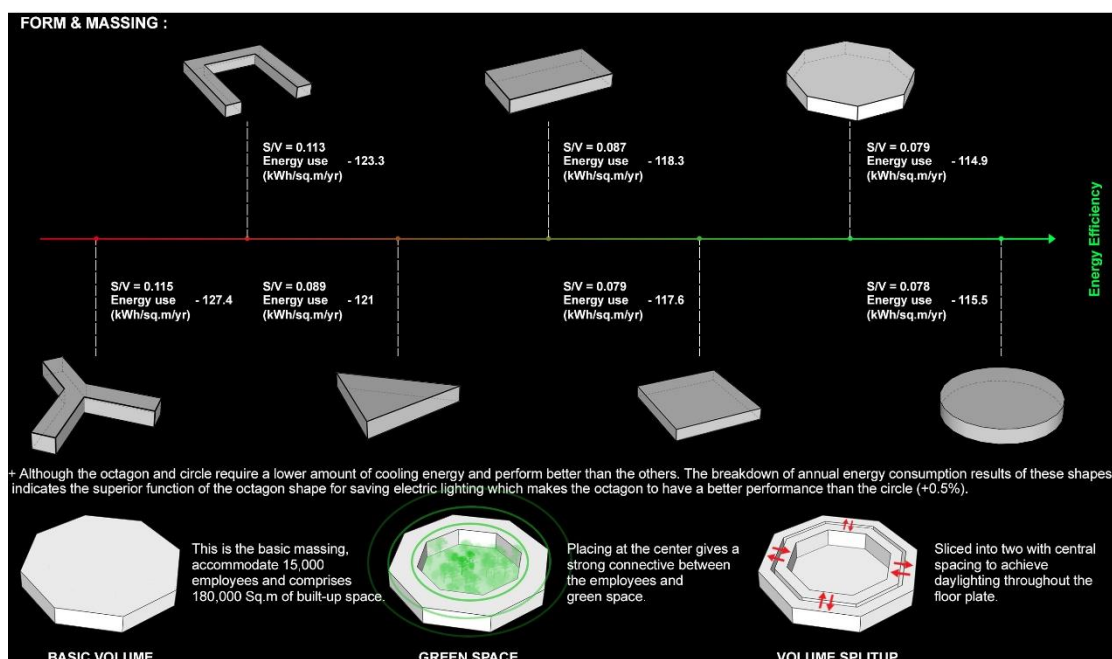 FORM & MASSING :
S/V = 0.113
Energy use - 123.3
(kWh/sq.m/yr)
S/V = 0.087
Energy use - 118.3
(kWh/sq.m/yr)
S/V = 0.079
Energy use - 114.9
(kWh/sq.m/yr)
Energy Efficiency
S/V = 0.115
Energy use - 127.4
(kWh/sq.m/yr)
S/V = 0.089
Energy use - 121
(kWh/sq.m/yr)
S/V = 0.079
Energy use - 117.6
(kWh/sq.m/yr)
S/V = 0.078
Energy use - 115.5
(kWh/sq.m/yr)
+ Although the octagon and circle require a lower amount of cooling energy and perform better than the others. The breakdown of annual energy consumption results of these shapes
indicates the superior function of the octagon shape for saving electric lighting which makes the octagon to have a better performance than the circle (+0.5%).
This is the basic massing,
accommodate 15,000
employees and comprises
180,000 Sq.m of built-up space.
Placing at the center gives a
strong connective between
the employees and
green space.
Sliced into two with central
spacing to achieve
daylighting throughout the
floor plate.
BASIC VOLUME
GREEN SPACE
VOLUME SPLITUP